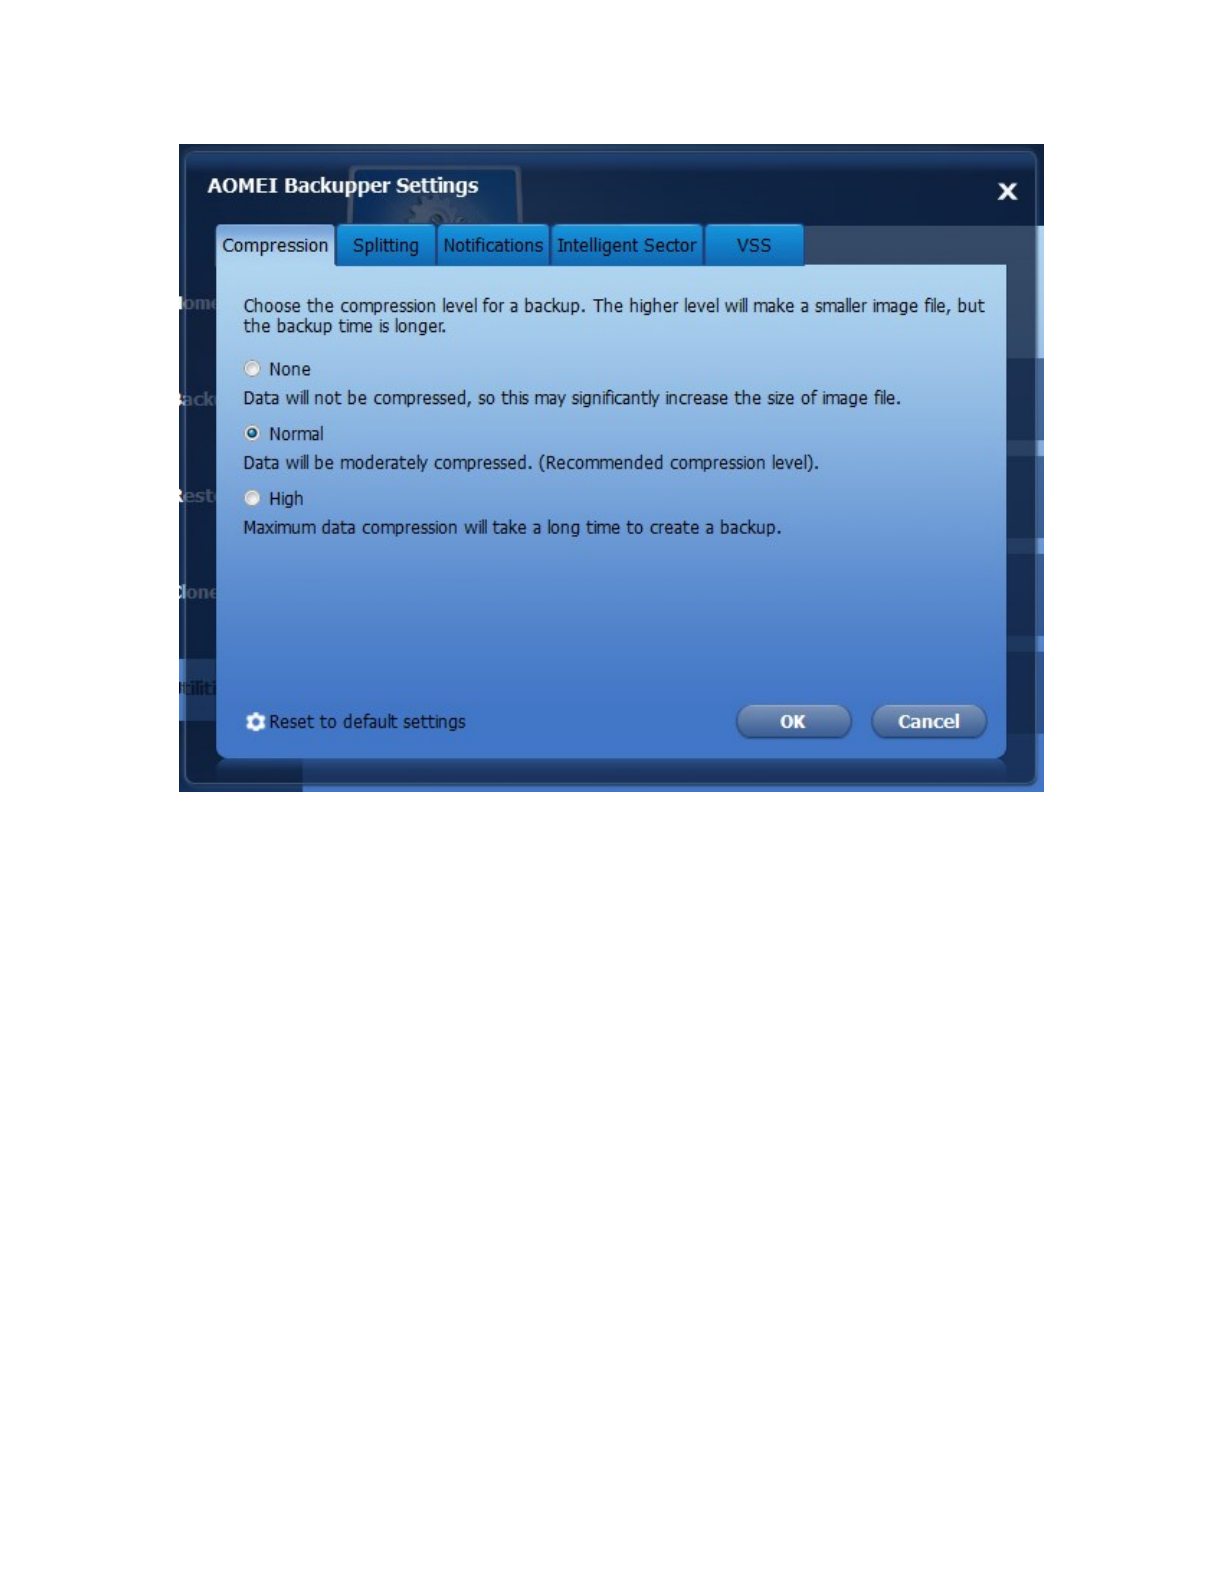 AOMEI Backupper Settings
X
Compression Splitting Notifications Intelligent Sector VSS
Choose the compression level for a backup. The higher level will make a smaller image file, but
the backup time is longer.
None
Data will not be compressed, so this may significantly increase the size of image file.
Normal
Data will be moderately compressed. (Recommended compression level).
High
Maximum data compression will take a long time to create a backup.
Reset to default settings
OK
Cancel